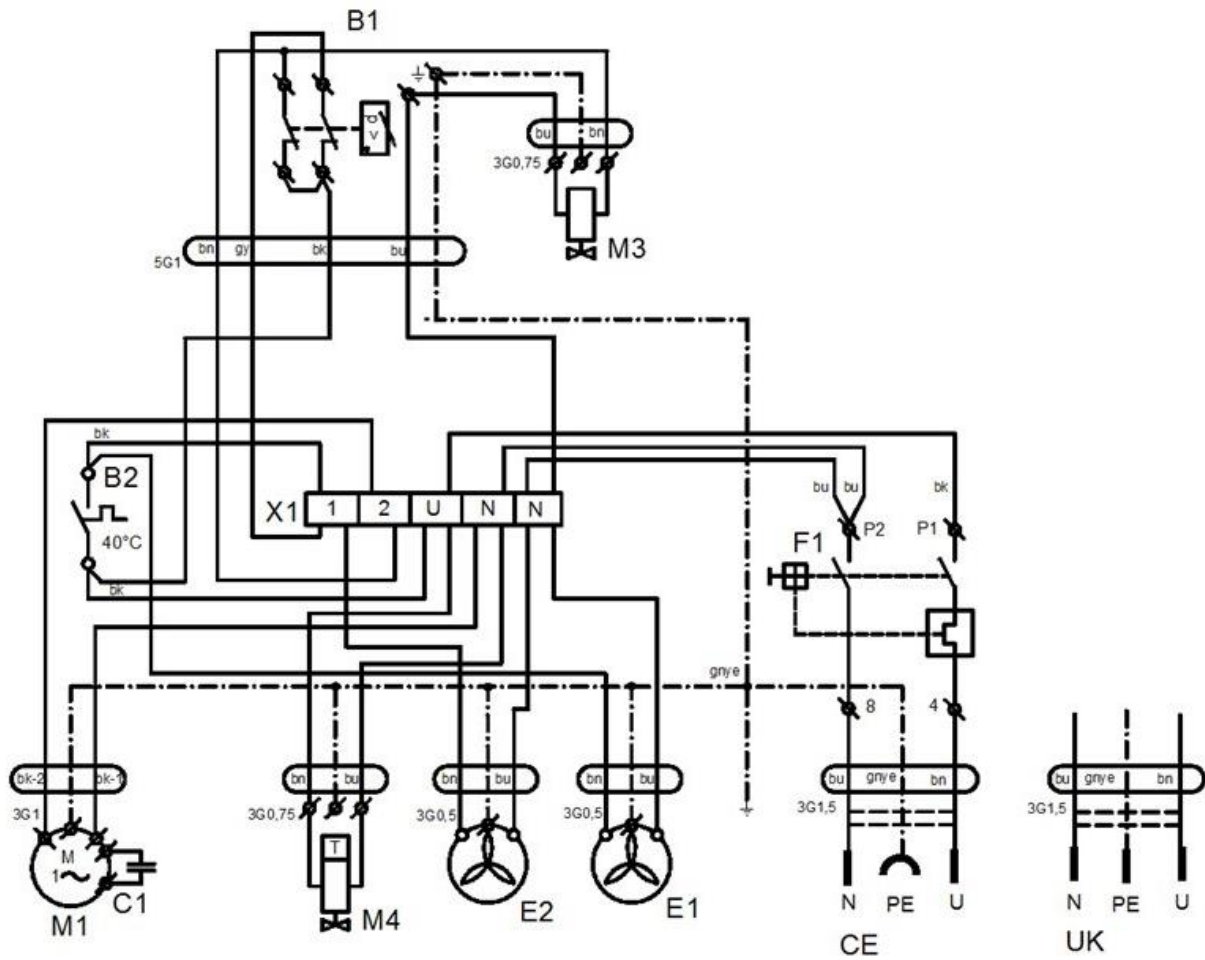 B1
bu
bn
3G0,75
M3
bn
gy
bk
bu
5G1
bk
B2
bu
bu
bk
X1
1
2
U
N
N
P2
P1
F1
40°C
bk
gnye
8
4
bk-2
bk-1
bn
bu
bn
bu
bn
bu
bu
gnye
bn
bu
gnye
bn
3G1
3G0,75
3G0,5
3G0,5
3G1,5
3G1,5
M
1
T
C1
M1
M4
E2
E1
N
PE
U
N
PE
U
CE
UK